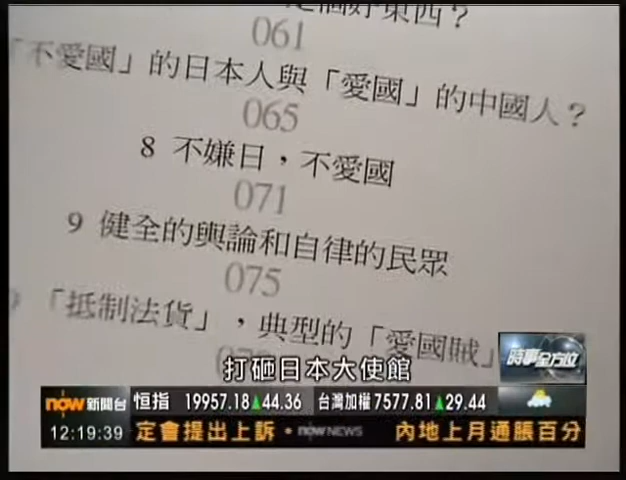 好東西？
061
「不愛國」的日本人與「愛國」的中國人？
065
8 不嫌日，不愛國
071
9 健全的輿論和自律的民眾
075
「抵制法貨」，典型的「愛國賊」
時事全方位
打砸日本大使館
now 新聞台 恒指 19957.18▲44.36 台灣加權 7577.81▲29.44
12:19:39 定會提出上訴 • now NEWS 內地上月通脹百分